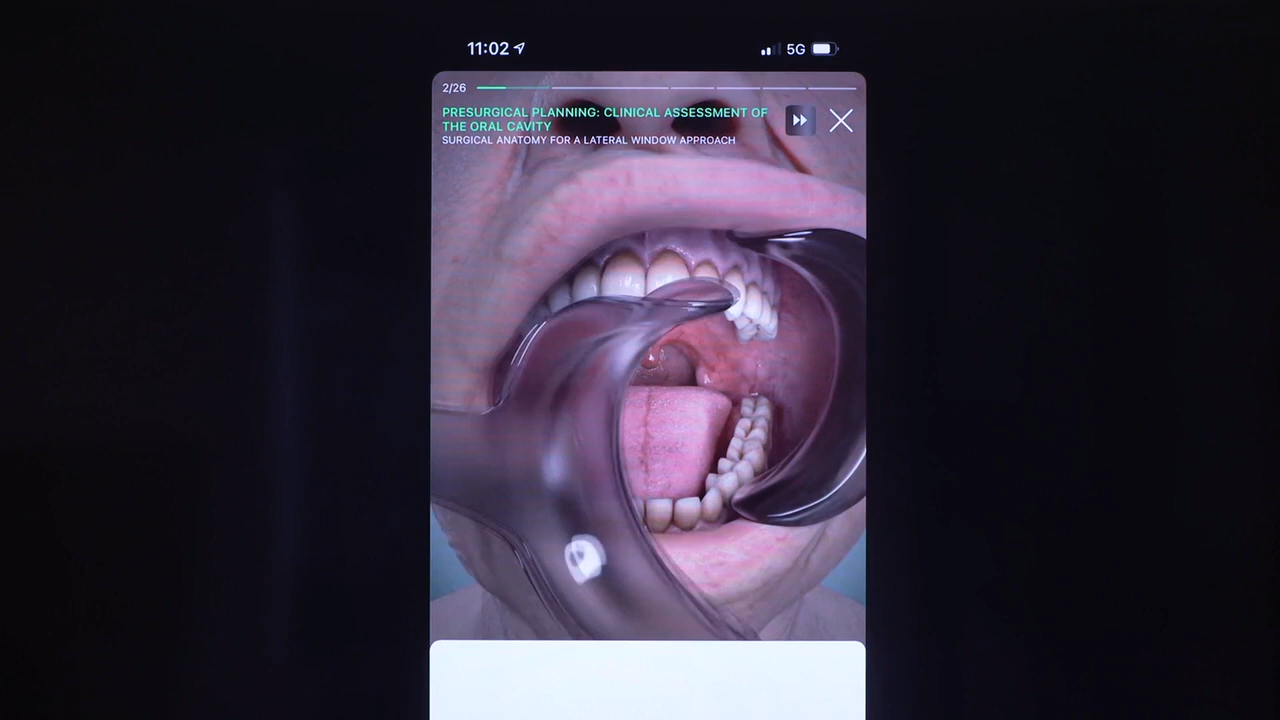 11:02
5G
2/26
PRESURGICAL PLANNING: CLINICAL ASSESSMENT OF
THE ORAL CAVITY
SURGICAL ANATOMY FOR A LATERAL WINDOW APPROACH